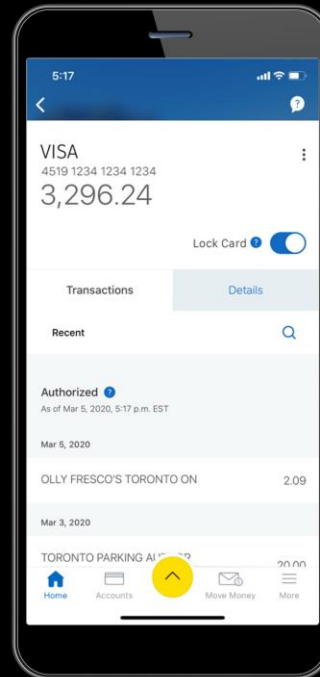 5:17
VISA
4519 1234 1234 1234
3,296.24
Lock Card ?
Transactions Details
Recent
Authorized ?
As of Mar 5, 2020, 5:17 p.m. EST
Mar 5, 2020
OLLY FRESCO'S TORONTO ON 2.09
Mar 3, 2020
TORONTO PARKING 20.00
Home Accounts Move Money More